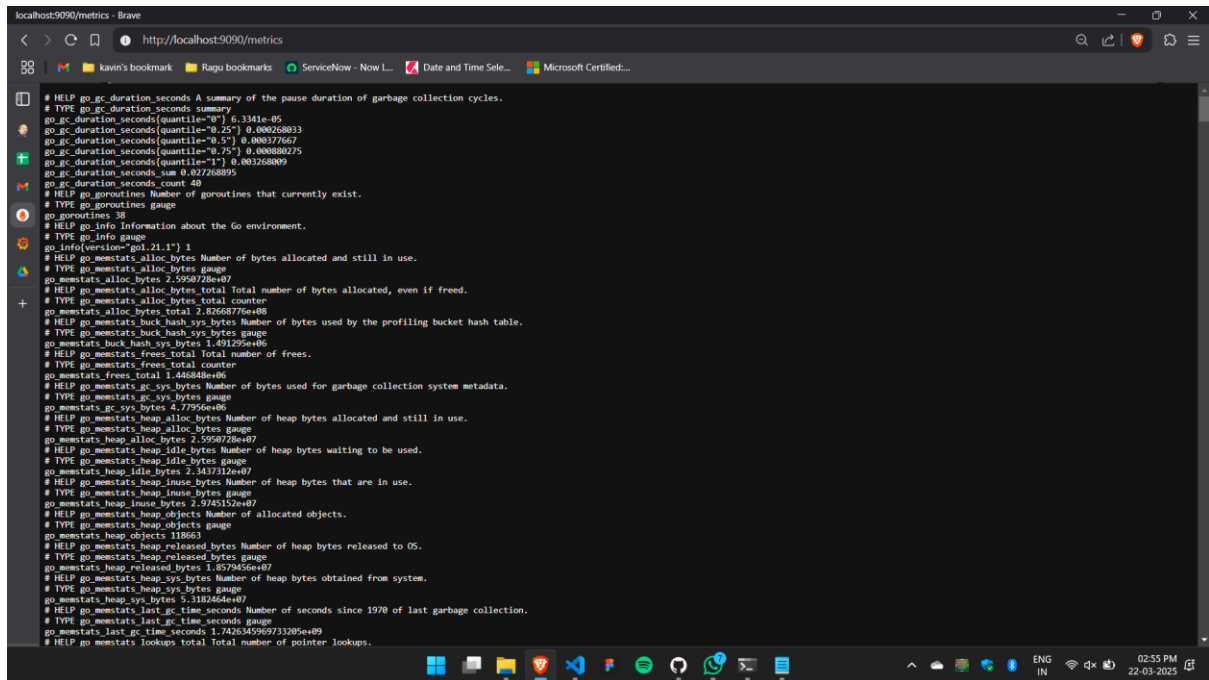 localhost:9090/metrics - Brave
http://localhost:9090/metrics
kavin's bookmark
Ragu bookmarks
ServiceNow - Now L...
Date and Time Sele...
Microsoft Certified:...
# HELP go_gc_duration_seconds A summary of the pause duration of garbage collection cycles.
# TYPE go_gc_duration_seconds summary
go_gc_duration_seconds{quantile="0"} 6.3341e-05
go_gc_duration_seconds{quantile="0.25"} 0.000268033
go_gc_duration_seconds{quantile="0.5"} 0.000377667
go_gc_duration_seconds{quantile="0.75"} 0.000880275
go_gc_duration_seconds{quantile="1"} 0.003268009
go_gc_duration_seconds_sum 0.027268895
go_gc_duration_seconds_count 40
# HELP go_goroutines Number of goroutines that currently exist.
# TYPE go_goroutines gauge
go_goroutines 38
# HELP go_info Information about the Go environment.
# TYPE go_info gauge
go_info{version="go1.21.1"} 1
# HELP go_memstats_alloc_bytes Number of bytes allocated and still in use.
# TYPE go_memstats_alloc_bytes gauge
go_memstats_alloc_bytes 2.5950728e+07
# HELP go_memstats_alloc_bytes_total Total number of bytes allocated, even if freed.
# TYPE go_memstats_alloc_bytes_total counter
go_memstats_alloc_bytes_total 2.82668776e+08
# HELP go_memstats_buck_hash_sys_bytes Number of bytes used by the profiling bucket hash table.
# TYPE go_memstats_buck_hash_sys_bytes gauge
go_memstats_buck_hash_sys_bytes 1.491295e+06
# HELP go_memstats_frees_total Total number of frees.
# TYPE go_memstats_frees_total counter
go_memstats_frees_total 1.446848e+06
# HELP go_memstats_gc_sys_bytes Number of bytes used for garbage collection system metadata.
# TYPE go_memstats_gc_sys_bytes gauge
go_memstats_gc_sys_bytes 4.77956e+06
# HELP go_memstats_heap_alloc_bytes Number of heap bytes allocated and still in use.
# TYPE go_memstats_heap_alloc_bytes gauge
go_memstats_heap_alloc_bytes 2.5950728e+07
# HELP go_memstats_heap_idle_bytes Number of heap bytes waiting to be used.
# TYPE go_memstats_heap_idle_bytes gauge
go_memstats_heap_idle_bytes 2.3437312e+07
# HELP go_memstats_heap_inuse_bytes Number of heap bytes that are in use.
# TYPE go_memstats_heap_inuse_bytes gauge
go_memstats_heap_inuse_bytes 2.9745152e+07
# HELP go_memstats_heap_objects Number of allocated objects.
# TYPE go_memstats_heap_objects gauge
go_memstats_heap_objects 118663
# HELP go_memstats_heap_released_bytes Number of heap bytes released to OS.
# TYPE go_memstats_heap_released_bytes gauge
go_memstats_heap_released_bytes 1.8579456e+07
# HELP go_memstats_heap_sys_bytes Number of heap bytes obtained from system.
# TYPE go_memstats_heap_sys_bytes gauge
go_memstats_heap_sys_bytes 5.3182464e+07
# HELP go_memstats_last_gc_time_seconds Number of seconds since 1970 of last garbage collection.
# TYPE go_memstats_last_gc_time_seconds gauge
go_memstats_last_gc_time_seconds 1.7426345969733205e+09
# HELP go_memstats_lookups_total Total number of pointer lookups.
7
ENG
IN
02:55 PM
22-03-2025